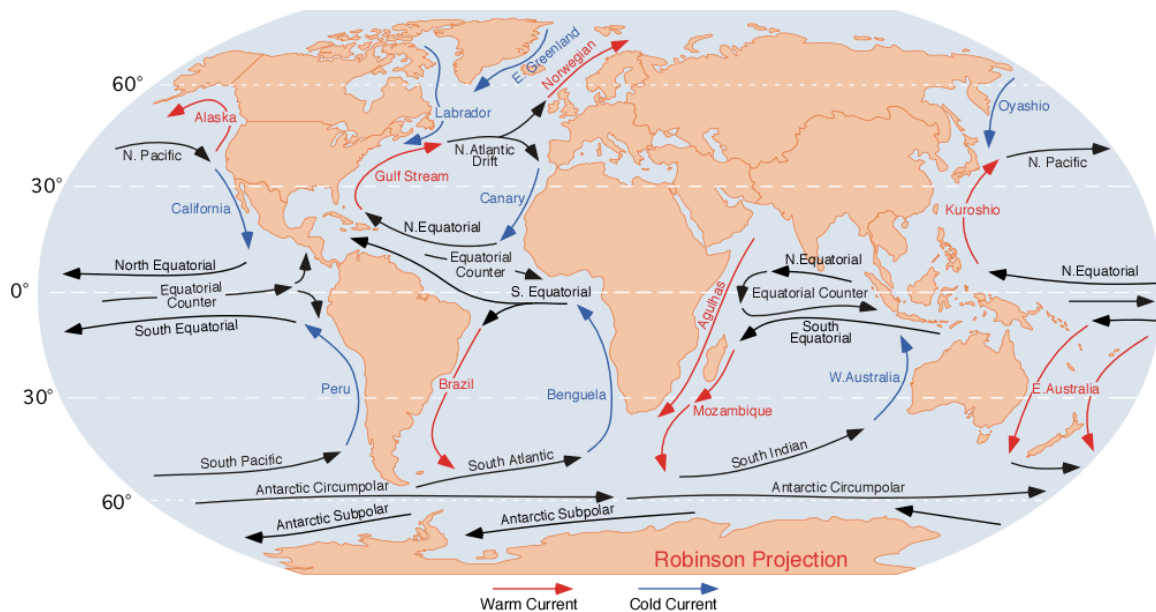 E. Greenland
Norwegian
60°
Labrador
Oyashio
Alaska
N. Pacific
N. Atlantic
Drift
N. Pacific
Gulf Stream
30°
California
Canary
Kuroshio
N.Equatorial
North Equatorial
Equatorial
Counter
N.Equatorial
N.Equatorial
0°
Equatorial
Counter
S. Equatorial
Equatorial Counter
South Equatorial
Agulhas
South
Equatorial
Peru
Brazil
Benguela
W.Australia
E.Australia
30°
Mozambique
South Pacific
South Atlantic
South Indian
Antarctic Circumpolar
Antarctic Circumpolar
60°
Antarctic Subpolar
Antarctic Subpolar
Robinson Projection
Warm Current
Cold Current